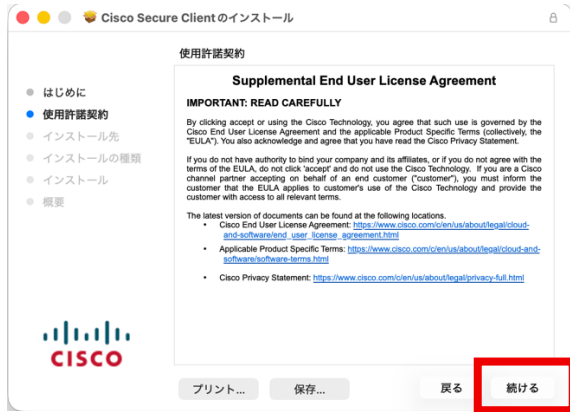 Cisco Secure Clientのインストール
使用許諾契約
はじめに
使用許諾契約
インストール先
インストールの種類
インストール
概要
Supplemental End User License Agreement
IMPORTANT: READ CAREFULLY
By clicking accept or using the Cisco Technology, you agree that such use is governed by the
Cisco End User License Agreement and the applicable Product Specific Terms (collectively, the
"EULA"). You also acknowledge and agree that you have read the Cisco Privacy Statement.
If you do not have authority to bind your company and its affiliates, or if you do not agree with the
terms of the EULA, do not click 'accept' and do not use the Cisco Technology. If you are a Cisco
channel partner accepting on behalf of an end customer ("customer"), you must inform the
customer that the EULA applies to customer's use of the Cisco Technology and provide the
customer with access to all relevant terms.
The latest version of documents can be found at the following locations.
• Cisco End User License Agreement: https://www.cisco.com/c/en/us/about/legal/cloud-
and-software/end_user_license_agreement.html
• Applicable Product Specific Terms: https://www.cisco.com/c/en/us/about/legal/cloud-and-
software/software-terms.html
• Cisco Privacy Statement: https://www.cisco.com/c/en/us/about/legal/privacy-full.html
CISCO
プリント...
保存...
戻る
続ける